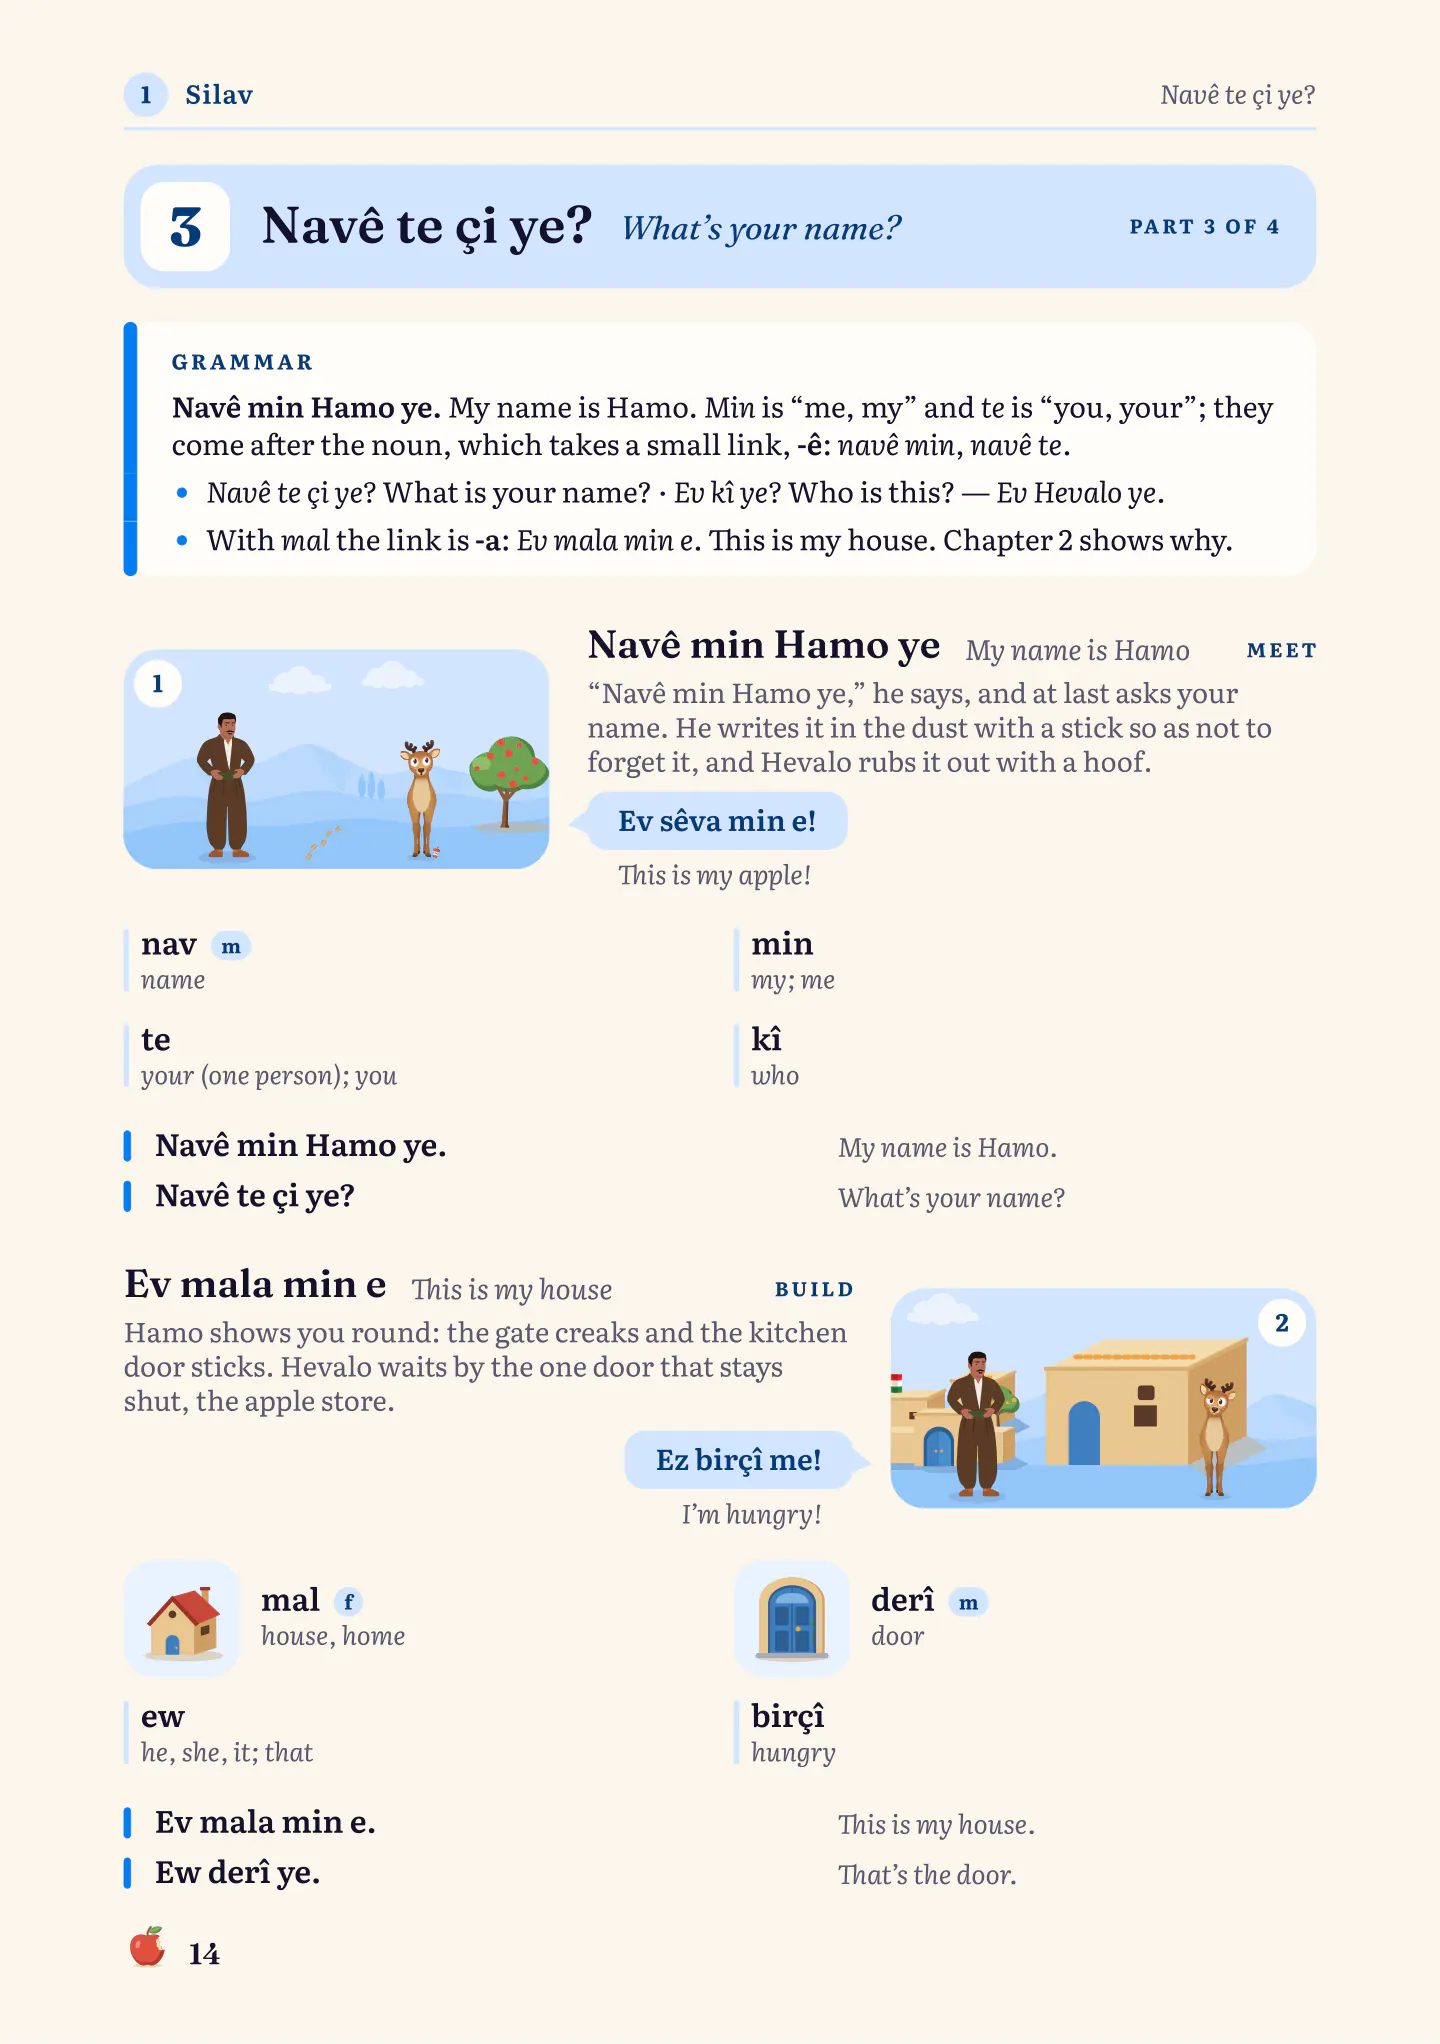 1 Silav
Navê te çi ye?
3 Navê te çi ye? What’s your name? PART 3 OF 4
GRAMMAR
Navê min Hamo ye. My name is Hamo. Min is “me, my” and te is “you, your”; they
come after the noun, which takes a small link, -ê: navê min, navê te.
• Navê te çi ye? What is your name? · Ev kî ye? Who is this? — Ev Hevalo ye.
• With mal the link is -a: Ev mala min e. This is my house. Chapter 2 shows why.
1
Navê min Hamo ye My name is Hamo MEET
“Navê min Hamo ye,” he says, and at last asks your
name. He writes it in the dust with a stick so as not to
forget it, and Hevalo rubs it out with a hoof.
Ev sêva min e!
This is my apple!
nav m
name
min
my; me
te
your (one person); you
kî
who
Navê min Hamo ye. My name is Hamo.
Navê te çi ye? What’s your name?
Ev mala min e This is my house BUILD
Hamo shows you round: the gate creaks and the kitchen
door sticks. Hevalo waits by the one door that stays
shut, the apple store.
Ez birçî me!
I’m hungry!
2
mal f
house, home
derî m
door
ew
he, she, it; that
birçî
hungry
Ev mala min e. This is my house.
Ew derî ye. That’s the door.
14